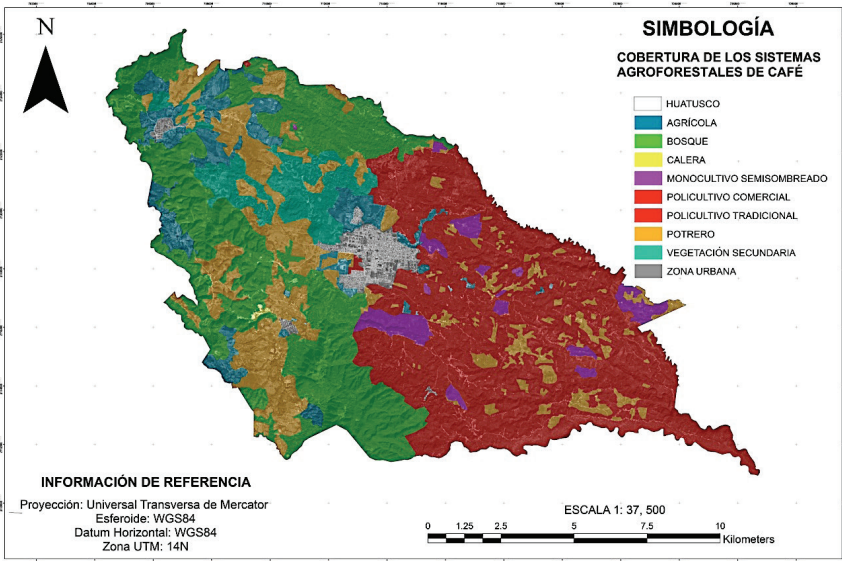 N
SIMBOLOGÍA
COBERTURA DE LOS SISTEMAS
AGROFORESTALES DE CAFÉ
HUATUSCO
AGRÍCOLA
BOSQUE
CALERA
MONOCULTIVO SEMISOMBREADO
POLICULTIVO COMERCIAL
POLICULTIVO TRADICIONAL
POTRERO
VEGETACIÓN SECUNDARIA
ZONA URBANA
INFORMACIÓN DE REFERENCIA
Proyección: Universal Transversa de Mercator
Esferoide: WGS84
Datum Horizontal: WGS84
Zona UTM: 14N
ESCALA 1: 37, 500
0 1.25 2.5 5 7.5 10
Kilometers